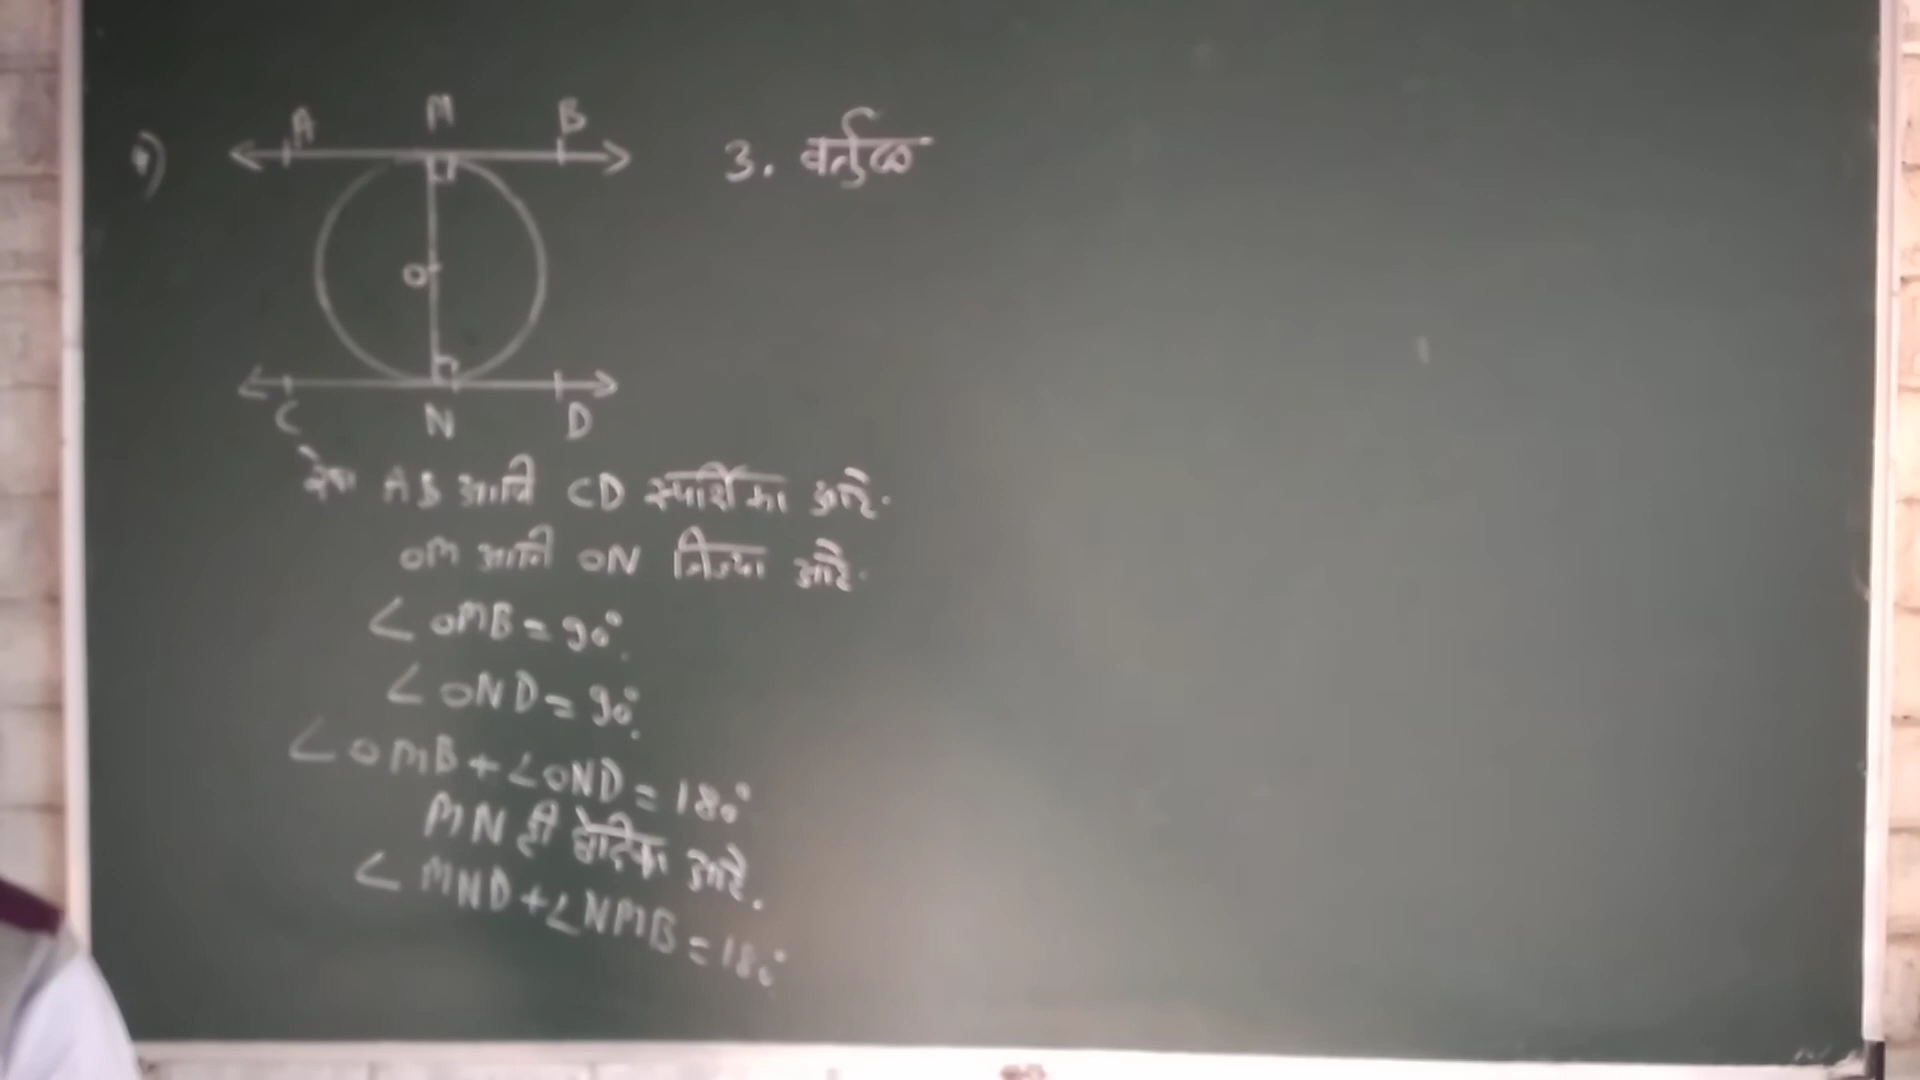 A M B
3. वर्तुळ
O
C N D
रेषा AB आणि CD स्पर्शिका आहे.
OM आणि ON त्रिज्या आहे.
∠OMB = 90°.
∠OND = 90°.
∠OMB + ∠OND = 180°
MN ही छेदिका आहे.
∠MND + ∠NMB = 180°